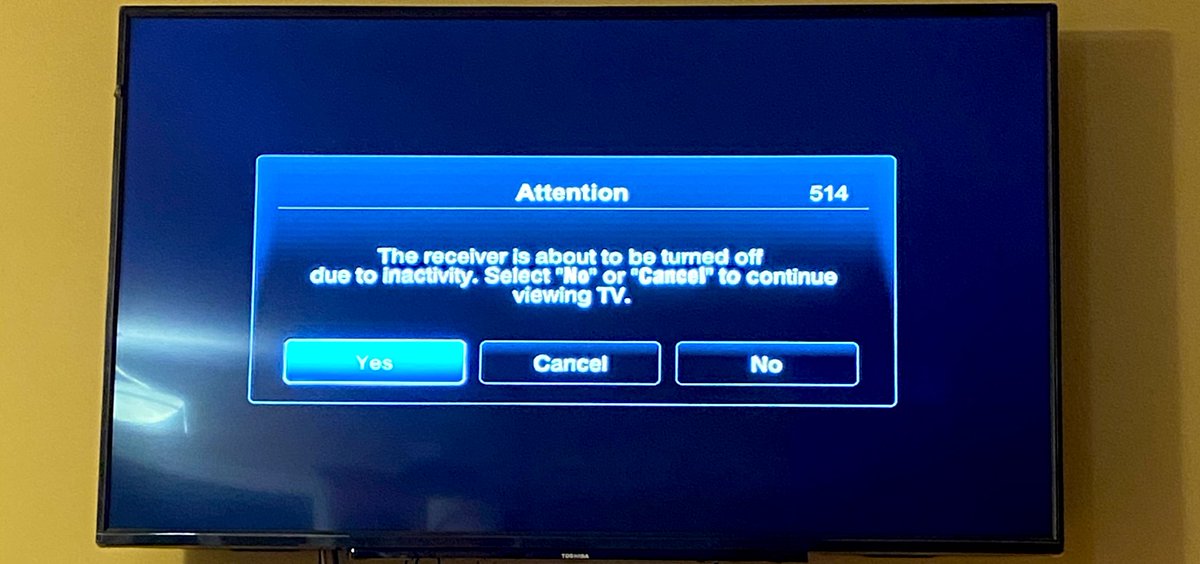 Attention 514
The receiver is about to be turned off
due to inactivity. Select "No" or "Cancel" to continue
viewing TV.
Yes Cancel No
TOSHIBA